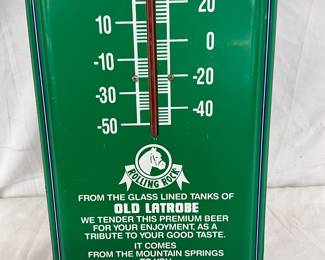 20
10
0
-10
-20
-30
-40
-50
ROLLING ROCK
FROM THE GLASS LINED TANKS OF
OLD LATROBE
WE TENDER THIS PREMIUM BEER
FOR YOUR ENJOYMENT, AS A
TRIBUTE TO YOUR GOOD TASTE.
IT COMES
FROM THE MOUNTAIN SPRINGS
TO YOU